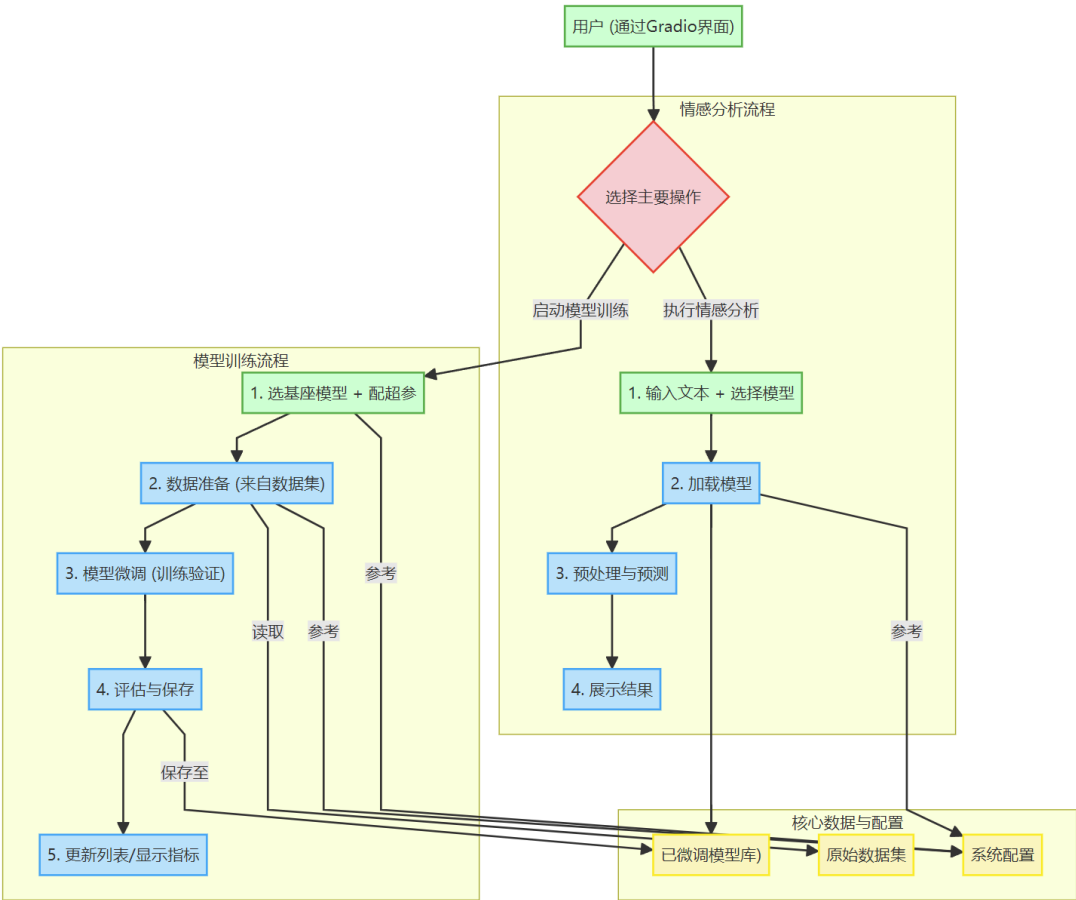 用户 (通过Gradio界面)
情感分析流程
选择主要操作
启动模型训练
执行情感分析
模型训练流程
1. 选基座模型 + 配超参
1. 输入文本 + 选择模型
2. 数据准备 (来自数据集)
2. 加载模型
3. 模型微调 (训练验证)
3. 预处理与预测
参考
读取
参考
参考
4. 评估与保存
4. 展示结果
保存至
核心数据与配置
5. 更新列表/显示指标
已微调模型库)
原始数据集
系统配置